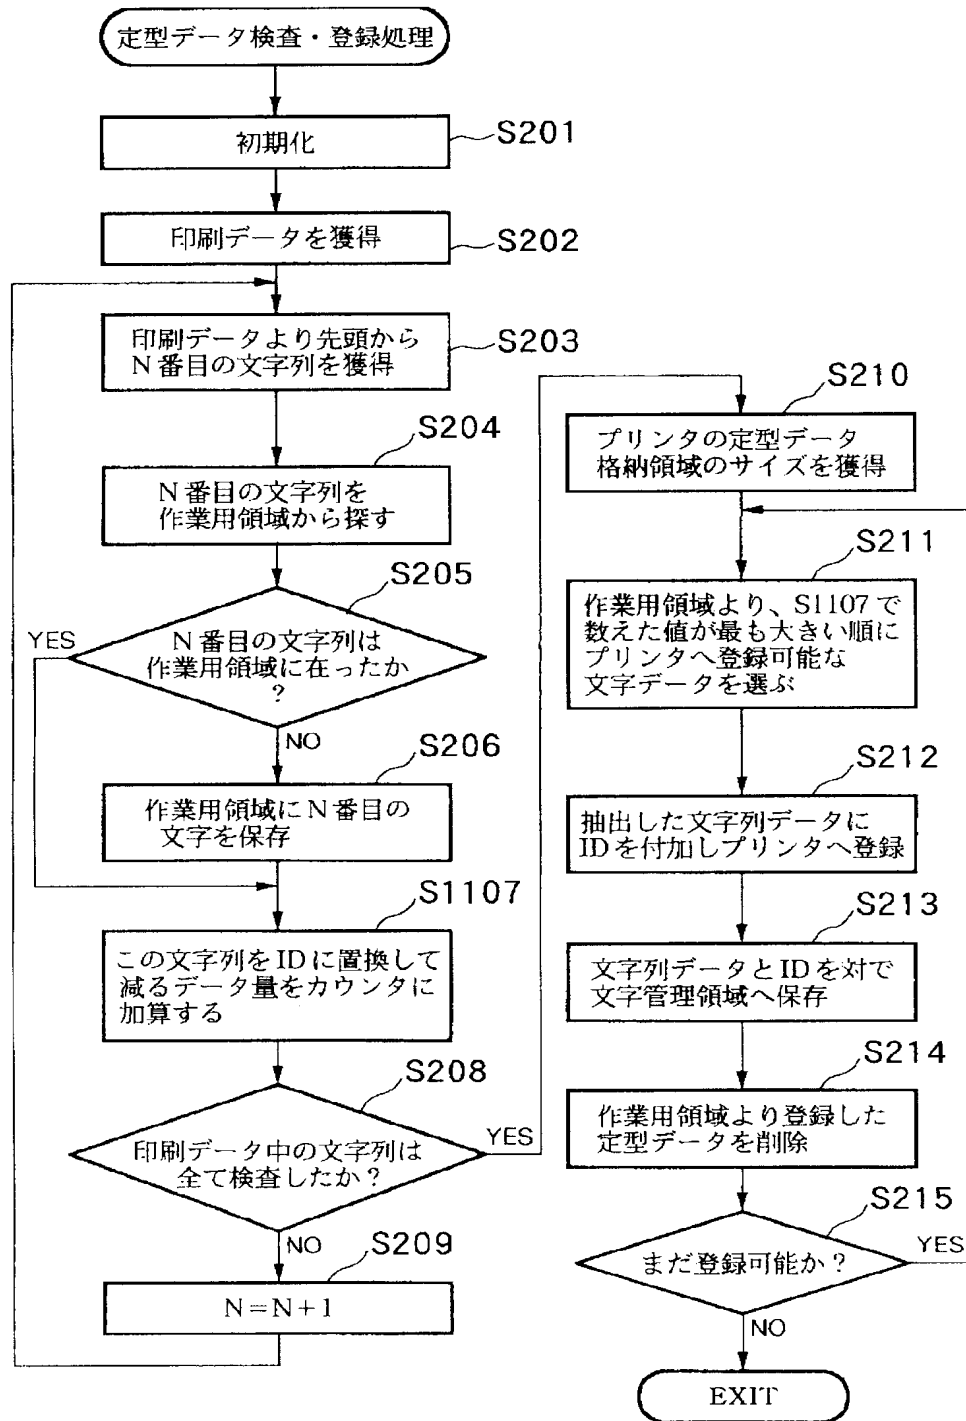 定型データ検査・登録処理
初期化
S201
印刷データを獲得
S202
印刷データより先頭から
N番目の文字列を獲得
S203
S204
N番目の文字列を
作業用領域から探す
S205
YES
N番目の文字列は
作業用領域に在ったか
?
NO
S206
作業用領域にN番目の
文字を保存
S1107
この文字列をIDに置換して
減るデータ量をカウンタに
加算する
S208
印刷データ中の文字列は
全て検査したか?
YES
NO
S209
N=N+1
S210
プリンタの定型データ
格納領域のサイズを獲得
S211
作業用領域より、S1107で
数えた値が最も大きい順に
プリンタへ登録可能な
文字データを選ぶ
S212
抽出した文字列データに
IDを付加しプリンタへ登録
S213
文字列データとIDを対で
文字管理領域へ保存
S214
作業用領域より登録した
定型データを削除
S215
まだ登録可能か?
YES
NO
EXIT